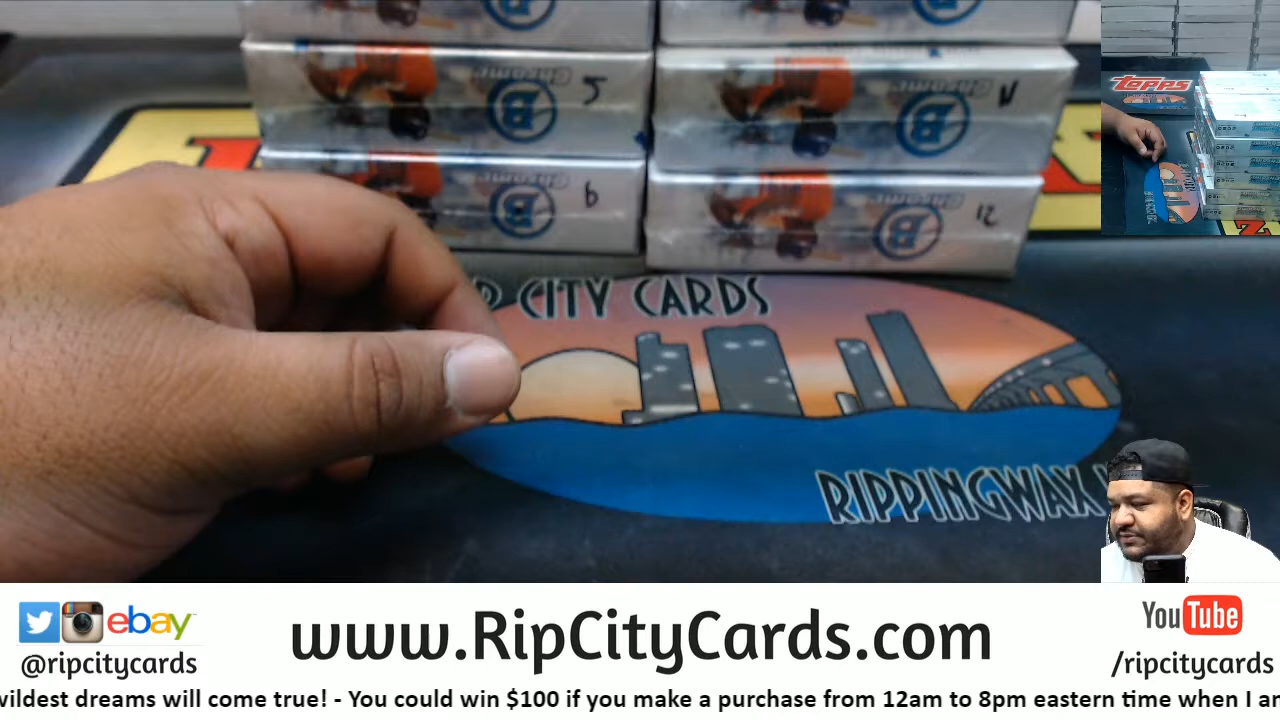 Chrome
B
5
Chrome
B
11
B
6
Chrome
B
12
Topps
CITY CARDS
RIPPINGWAX
ebay
@ripcitycards
www.RipCityCards.com
YouTube
/ripcitycards
wildest dreams will come true! - You could win $100 if you make a purchase from 12am to 8pm eastern time when I am